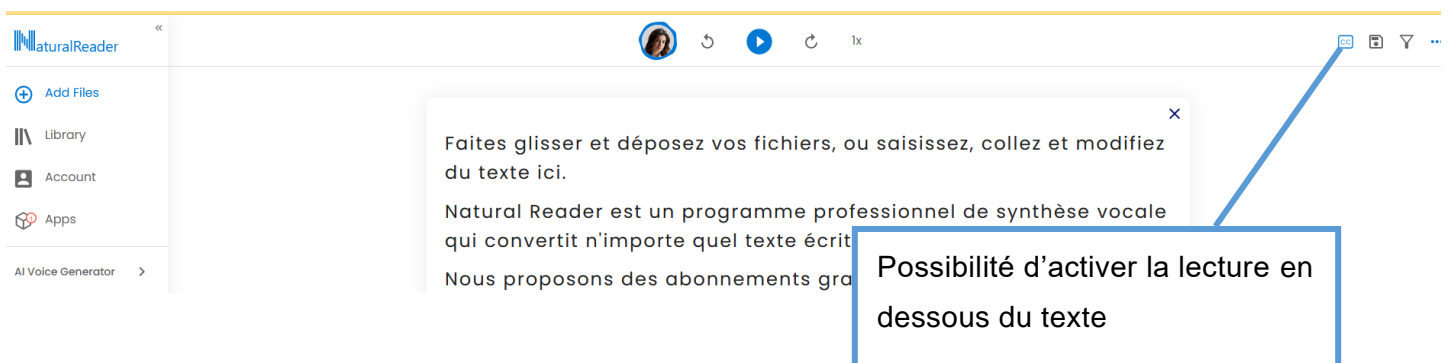 NaturalReader
«
1x
CC
Add Files
Library
Account
1
Apps
AI Voice Generator >
×
Faites glisser et déposez vos fichiers, ou saisissez, collez et modifiez
du texte ici.
Natural Reader est un programme professionnel de synthèse vocale
qui convertit n'importe quel texte écrit
Nous proposons des abonnements gra
Possibilité d’activer la lecture en
dessous du texte